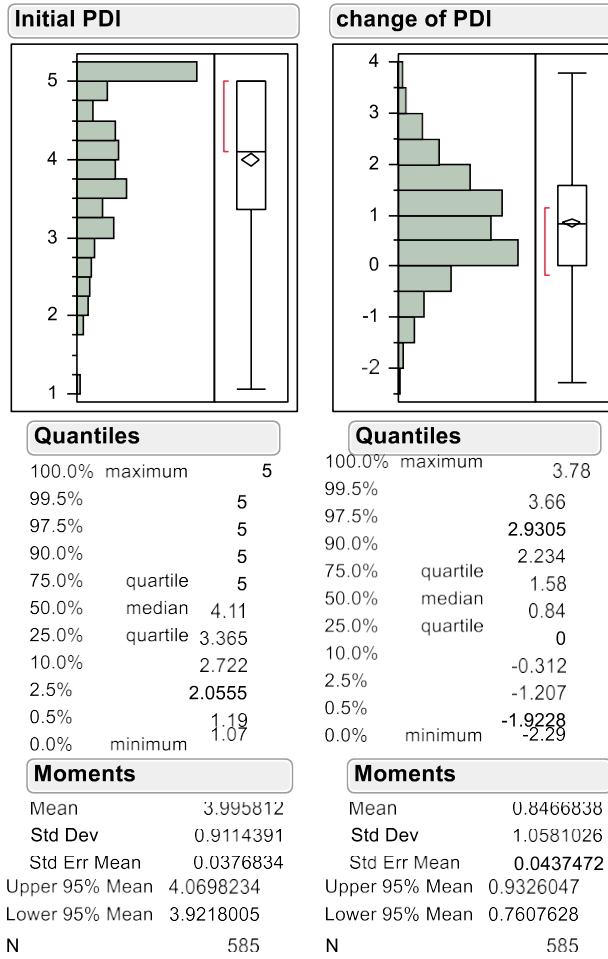 Initial PDI
5
4
3
2
1
Quantiles
100.0% maximum 5
99.5% 5
97.5% 5
90.0% 5
75.0% quartile 5
50.0% median 4.11
25.0% quartile 3.365
10.0% 2.722
2.5% 2.0555
0.5% 1.19
0.0% minimum 1.07
Moments
Mean 3.995812
Std Dev 0.9114391
Std Err Mean 0.0376834
Upper 95% Mean 4.0698234
Lower 95% Mean 3.9218005
N 585
change of PDI
4
3
2
1
0
-1
-2
Quantiles
100.0% maximum 3.78
99.5% 3.66
97.5% 2.9305
90.0% 2.234
75.0% quartile 1.58
50.0% median 0.84
25.0% quartile 0
10.0% -0.312
2.5% -1.207
0.5% -1.9228
0.0% minimum -2.29
Moments
Mean 0.8466838
Std Dev 1.0581026
Std Err Mean 0.0437472
Upper 95% Mean 0.9326047
Lower 95% Mean 0.7607628
N 585